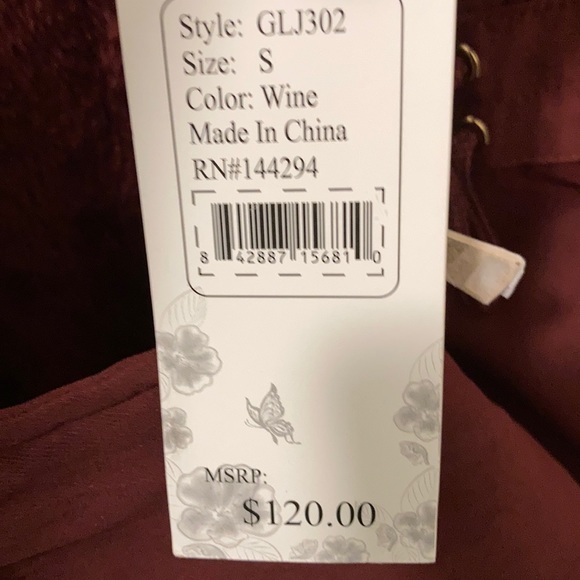 Style: GLJ302
Size: S
Color: Wine
Made In China
RN#144294
8 42887 15681 0
MSRP:
$120.00